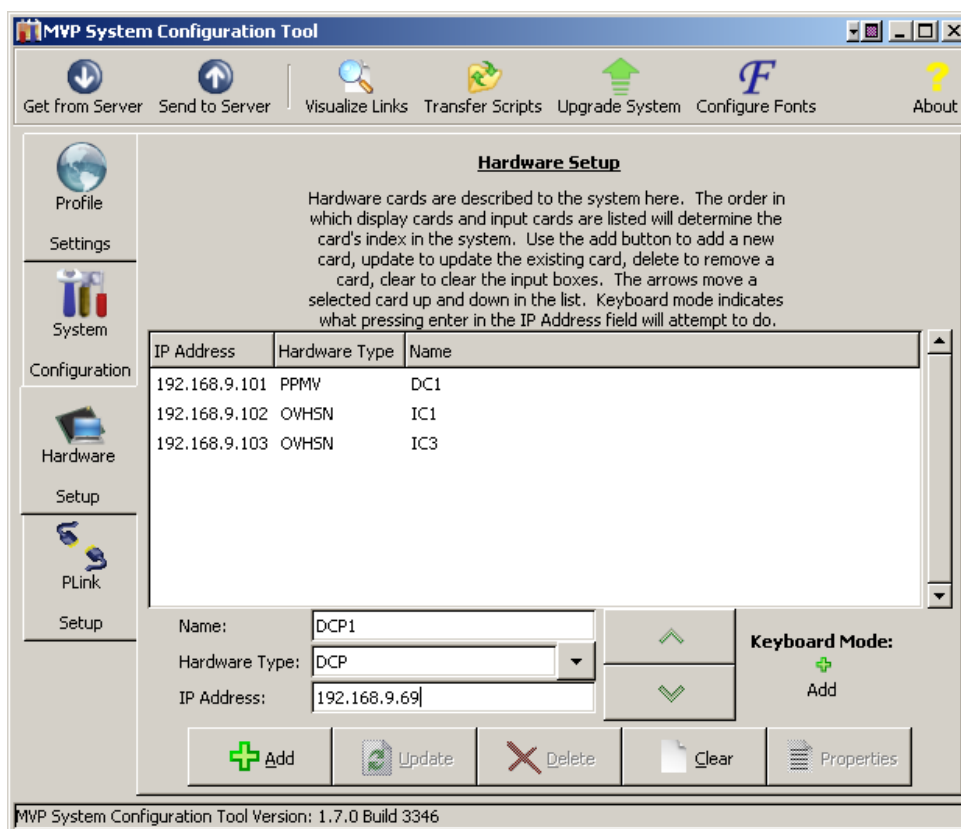 MVP System Configuration Tool
Get from Server Send to Server Visualize Links Transfer Scripts Upgrade System Configure Fonts About
Profile
Settings
System
Configuration
Hardware
Setup
PLink
Setup
Hardware Setup
Hardware cards are described to the system here. The order in
which display cards and input cards are listed will determine the
card's index in the system. Use the add button to add a new
card, update to update the existing card, delete to remove a
card, clear to clear the input boxes. The arrows move a
selected card up and down in the list. Keyboard mode indicates
what pressing enter in the IP Address field will attempt to do.
IP Address Hardware Type Name
192.168.9.101 PPMV DC1
192.168.9.102 OVHSN IC1
192.168.9.103 OVHSN IC3
Name: DCP1
Hardware Type: DCP
IP Address: 192.168.9.69
Keyboard Mode:
Add
Add Update Delete Clear Properties
MVP System Configuration Tool Version: 1.7.0 Build 3346